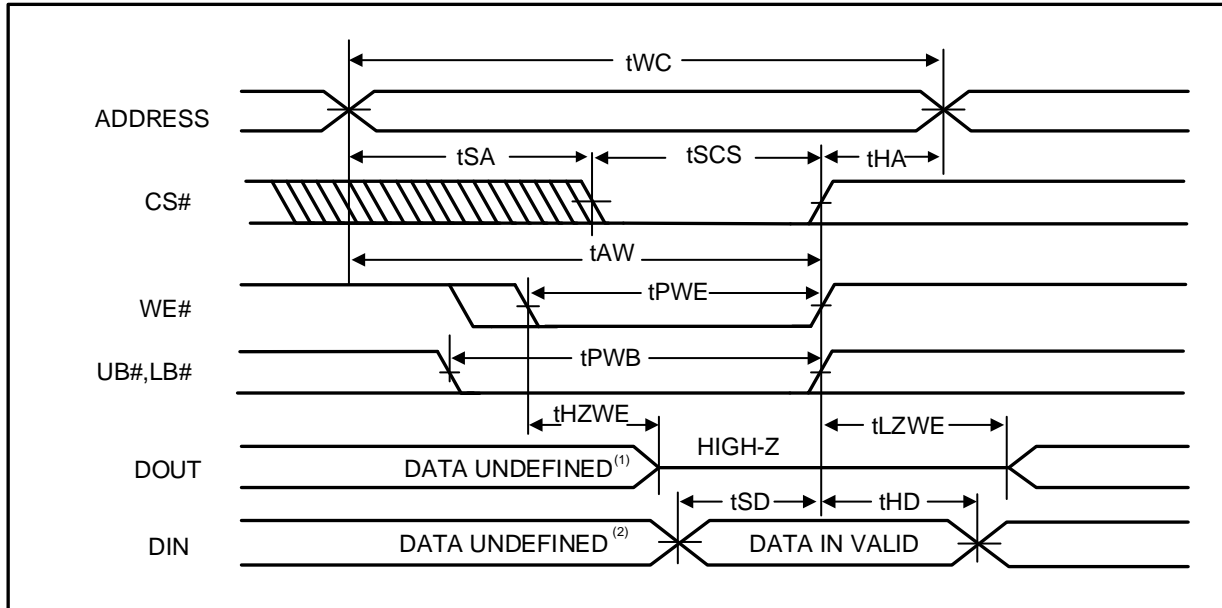 tWC
ADDRESS
tSA
tSCS
tHA
CS#
tAW
WE#
tPWE
UB#,LB#
tPWB
tHZWE
tLZWE
DOUT
DATA UNDEFINED(1)
HIGH-Z
tSD
tHD
DIN
DATA UNDEFINED (2)
DATA IN VALID